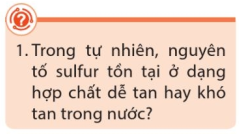 1. Trong tự nhiên, nguyên
tố sulfur tồn tại ở dạng
hợp chất dễ tan hay khó
tan trong nước?